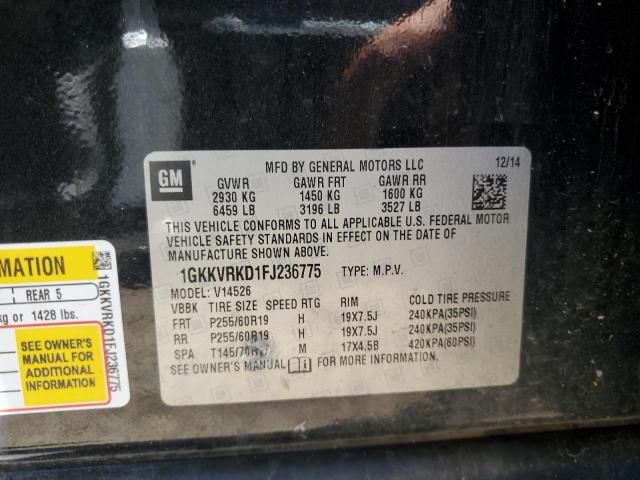 GM
MFD BY GENERAL MOTORS LLC 12/14
GVWR GAWR FRT GAWR RR
2930 KG 1450 KG 1600 KG
6459 LB 3196 LB 3527 LB
THIS VEHICLE CONFORMS TO ALL APPLICABLE U.S. FEDERAL MOTOR
VEHICLE SAFETY STANDARDS IN EFFECT ON THE DATE OF
MANUFACTURE SHOWN ABOVE.
1GKKVRKD1FJ236775 TYPE: M.P.V.
MODEL: V14526
VBBK TIRE SIZE SPEED RTG RIM COLD TIRE PRESSURE
FRT P255/60R19 H 19X7.5J 240KPA(35PSI)
RR P255/60R19 H 19X7.5J 240KPA(35PSI)
SPA M 17X4.5B 420KPA(60PSI)
SEE OWNER'S MANUAL FOR MORE INFORMATION.
MATION
REAR 5
kg or 1428 lbs.
SEE OWNER'S
MANUAL FOR
ADDITIONAL
INFORMATION
1GKKVRKD1FJ236775